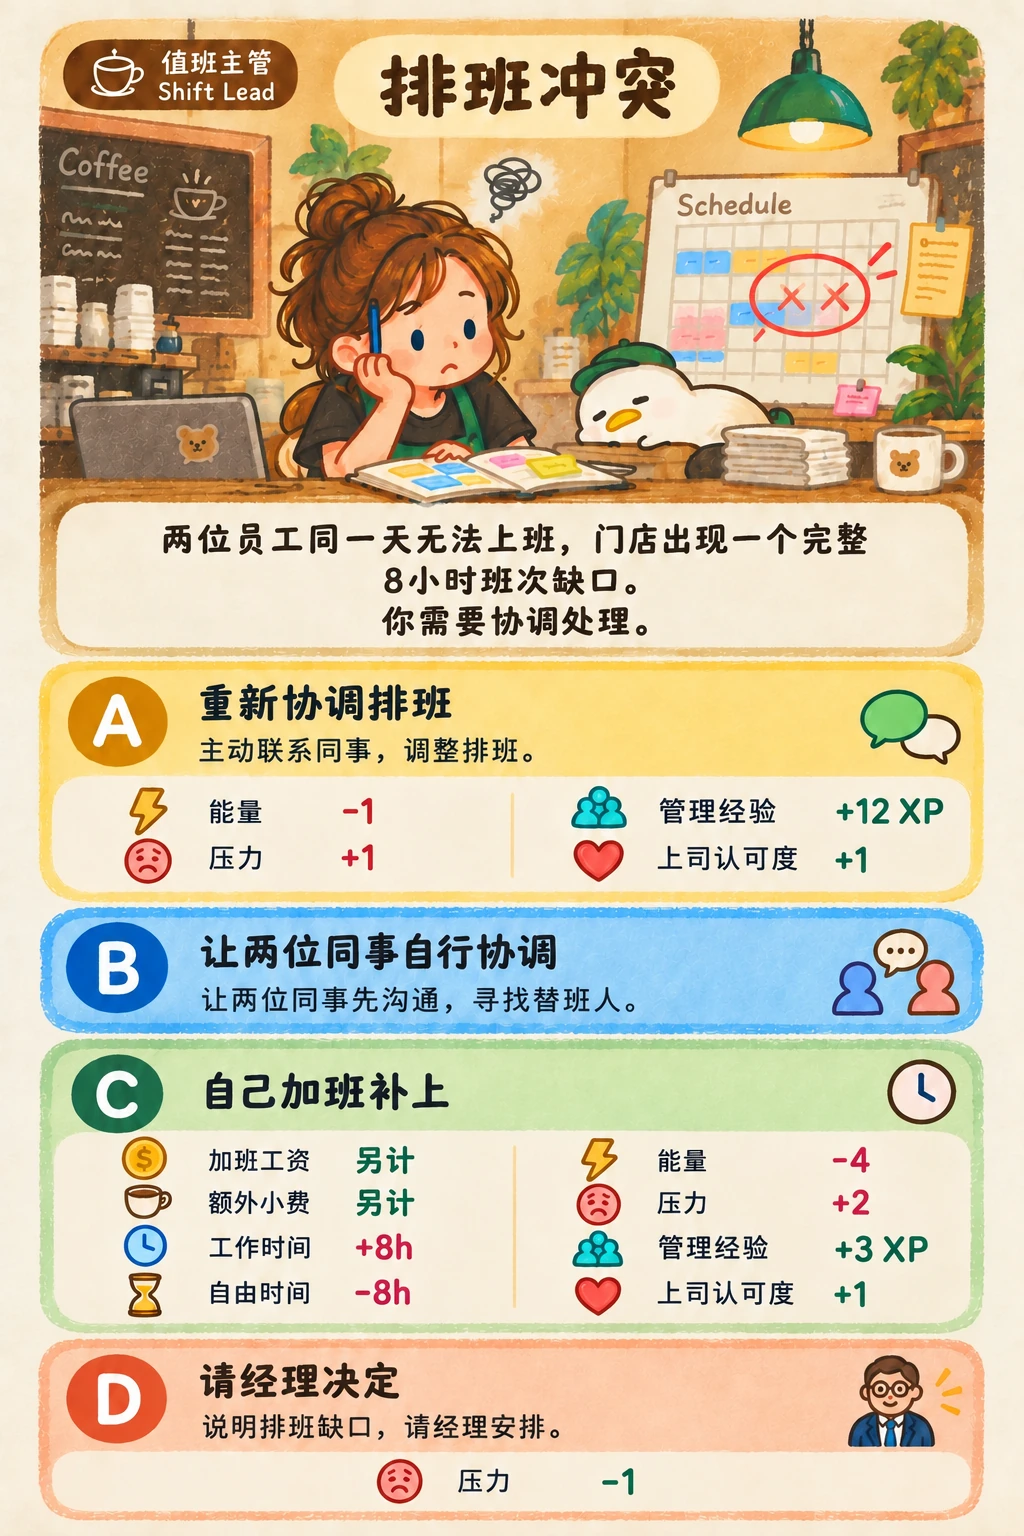 值班主管
Shift Lead
排班冲突
Coffee
Schedule
两位员工同一天无法上班，门店出现一个完整
8小时班次缺口。
你需要协调处理。
A
重新协调排班
主动联系同事，调整排班。
能量 -1
压力 +1
管理经验 +12 XP
上司认可度 +1
B
让两位同事自行协调
让两位同事先沟通，寻找替班人。
C
自己加班补上
加班工资 另计
额外小费 另计
工作时间 +8h
自由时间 -8h
能量 -4
压力 +2
管理经验 +3 XP
上司认可度 +1
D
请经理决定
说明排班缺口，请经理安排。
压力 -1